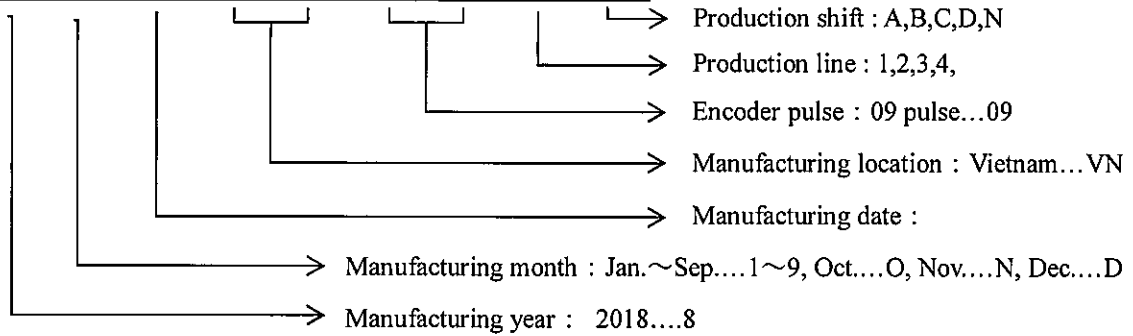 Production shift : A,B,C,D,N
Production line : 1,2,3,4,
Encoder pulse : 09 pulse…09
Manufacturing location : Vietnam…VN
Manufacturing date :
Manufacturing month : Jan.～Sep.…1～9, Oct.…O, Nov.…N, Dec.…D
Manufacturing year : 2018.…8